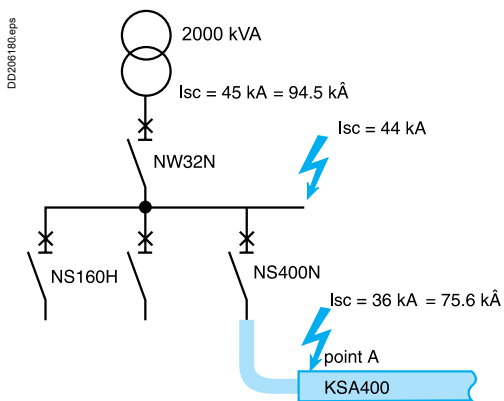 DD206180.eps
2000 kVA
Isc = 45 kA = 94.5 kÂ
Isc = 44 kA
NW32N
NS160H
NS400N
Isc = 36 kA = 75.6 kÂ
point A
KSA400